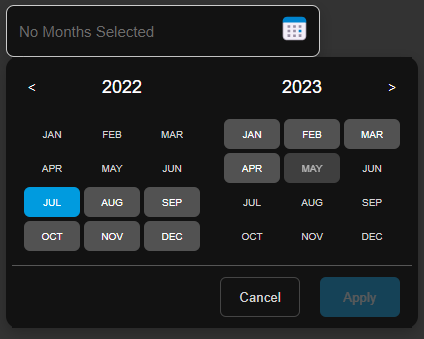 No Months Selected
< 2022 2023 >
JAN FEB MAR JAN FEB MAR
APR MAY JUN APR MAY JUN
JUL AUG SEP JUL AUG SEP
OCT NOV DEC OCT NOV DEC
Cancel Apply